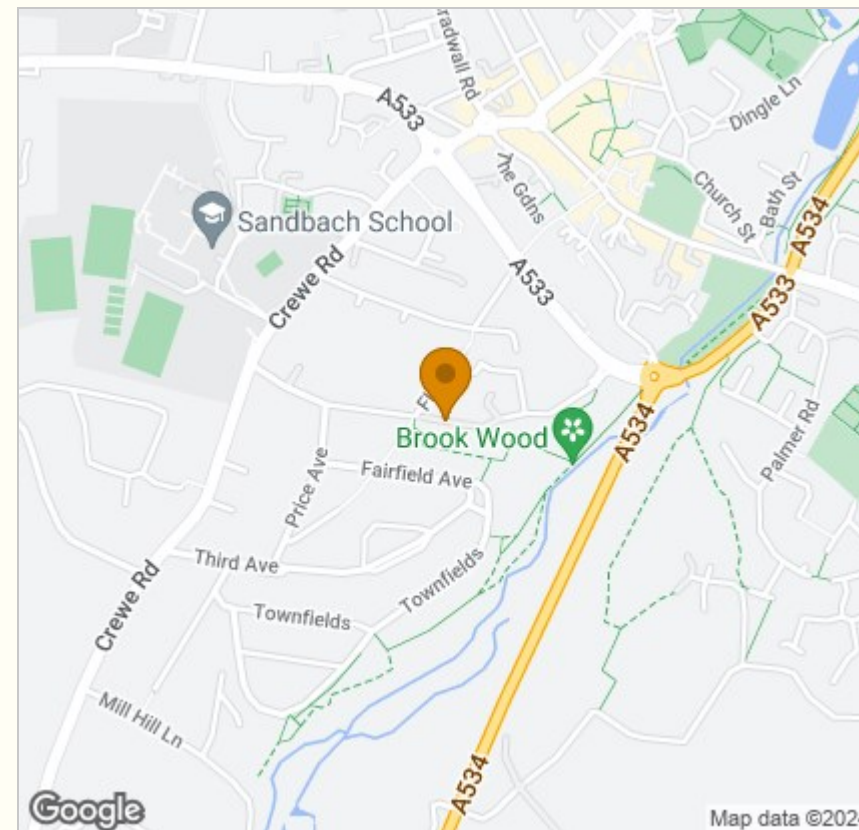 Bradwall Rd
A533
Dingle Ln
The Gdns
Church St
Bath St
A534
Sandbach School
Crewe Rd
A533
A533
Brook Wood
A534
Price Ave
Fairfield Ave
Palmer Rd
Third Ave
Townfields
Townfields
Crewe Rd
Mill Hill Ln
A534
Google
Map data ©2024